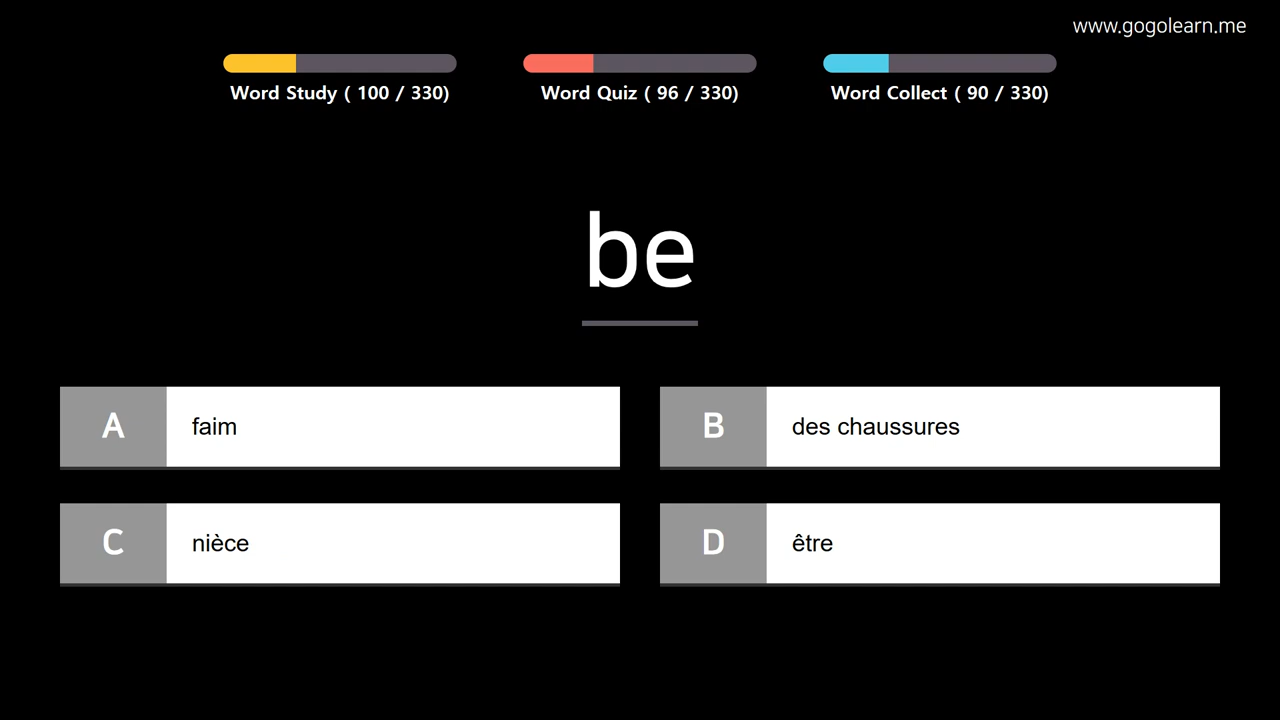 www.gogolearn.me
Word Study ( 100 / 330)
Word Quiz ( 96 / 330)
Word Collect ( 90 / 330)
be
A faim
B des chaussures
C nièce
D être